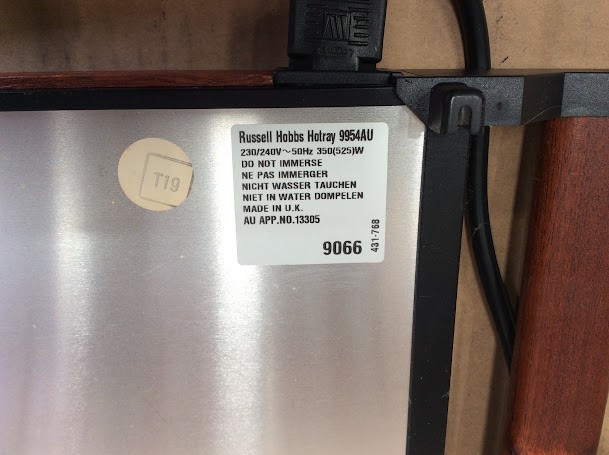 Russell Hobbs Hotray 9954AU
230/240V~50Hz 350(525)W
DO NOT IMMERSE
NE PAS IMMERGER
NICHT WASSER TAUCHEN
NIET IN WATER DOMPELEN
MADE IN U.K.
AU APP.NO.13305
9066
431-768
T19